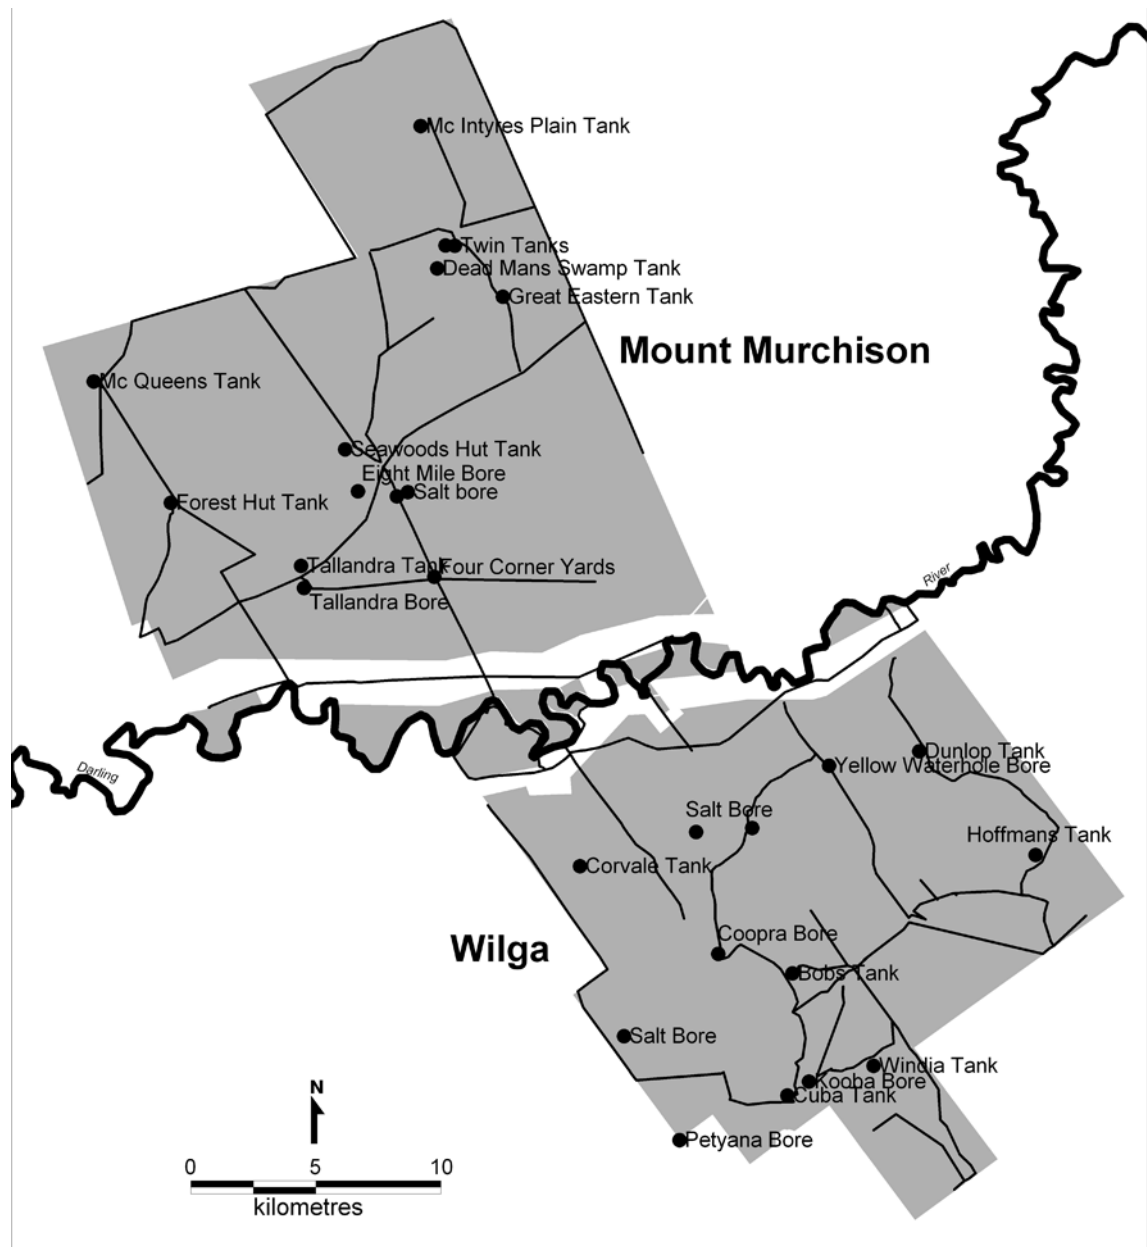 Mc Intyres Plain Tank
Twin Tanks
Dead Mans Swamp Tank
Great Eastern Tank
Mount Murchison
Mc Queens Tank
Seawoods Hut Tank
Eight Mile Bore
Salt bore
Forest Hut Tank
Tallandra Tank
Four Corner Yards
River
Tallandra Bore
Darling
Dunlop Tank
Yellow Waterhole Bore
Salt Bore
Hoffmans Tank
Corvale Tank
Coopra Bore
Wilga
Bobs Tank
Salt Bore
Windia Tank
Kooba Bore
Cuba Tank
N
Petyana Bore
0 5 10
kilometres